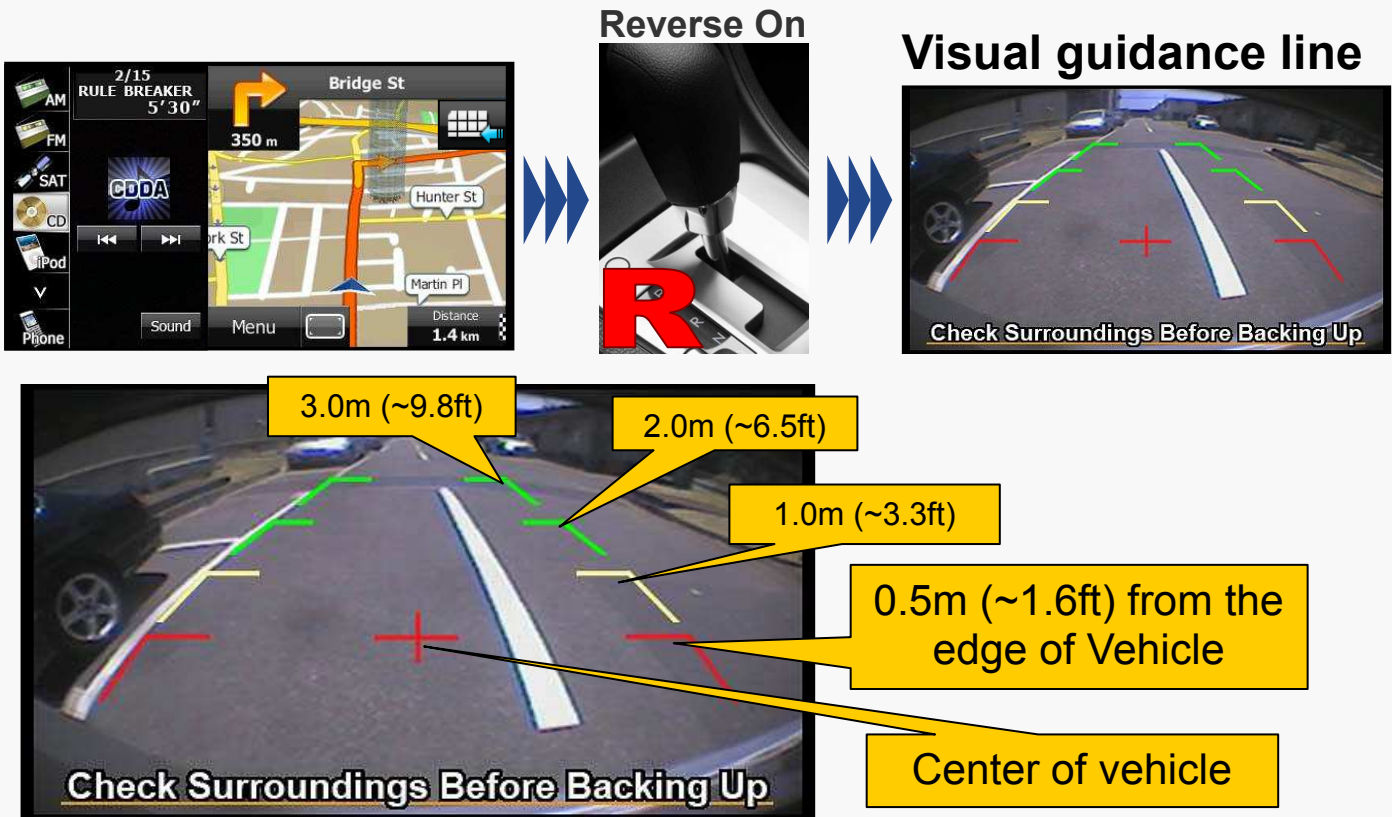 Reverse On
Visual guidance line
AM
FM
SAT
CD
iPod
Phone
2/15
RULE BREAKER
5'30"
CDDA
Sound
Bridge St
350 m
Hunter St
ork St
Martin Pl
Menu
Distance
1.4 km
R
R
N
Check Surroundings Before Backing Up
3.0m (~9.8ft)
2.0m (~6.5ft)
1.0m (~3.3ft)
0.5m (~1.6ft) from the
edge of Vehicle
Center of vehicle
Check Surroundings Before Backing Up